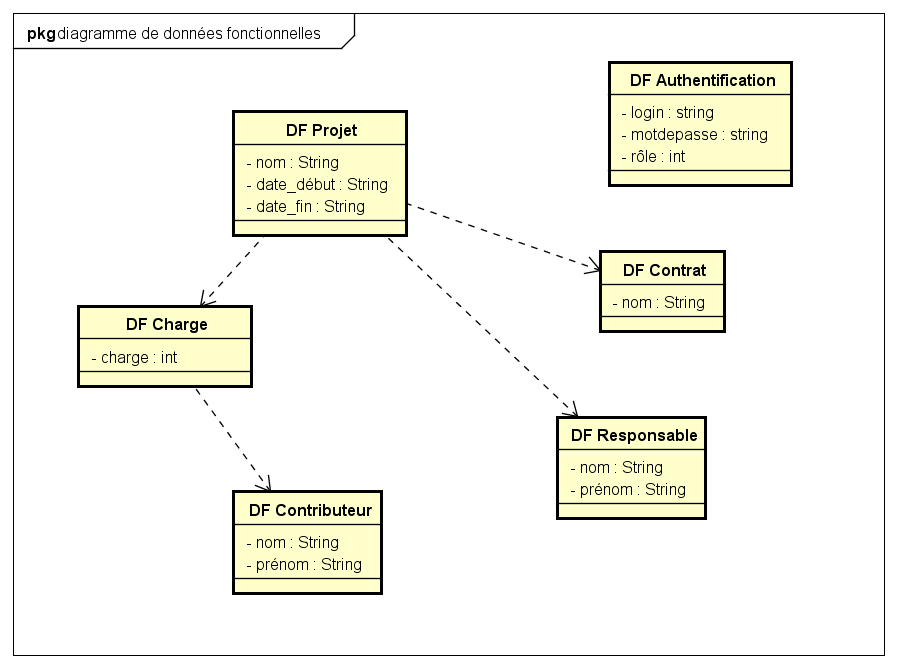 pkg diagramme de données fonctionnelles
DF Authentification
- login : string
- motdepasse : string
- rôle : int
DF Projet
- nom : String
- date_début : String
- date_fin : String
DF Contrat
- nom : String
DF Charge
- charge : int
DF Responsable
- nom : String
- prénom : String
DF Contributeur
- nom : String
- prénom : String